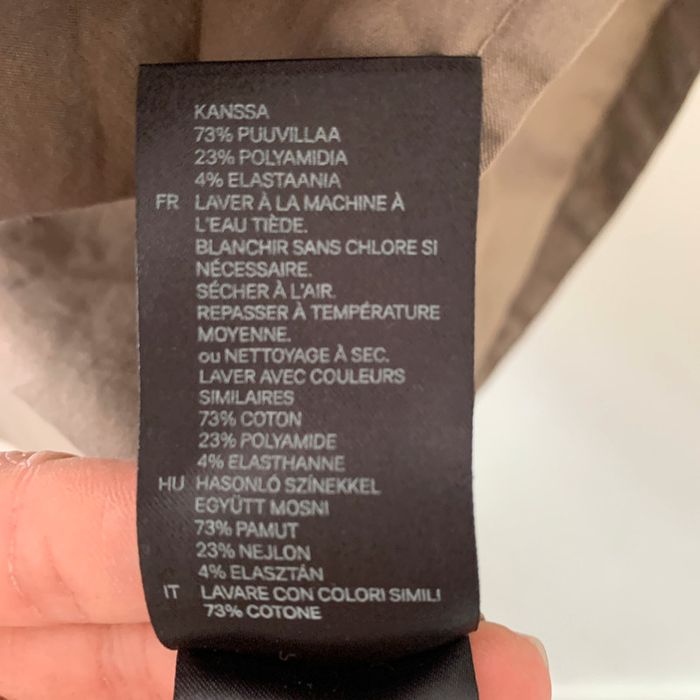 KANSSA
73% PUUVILLAA
23% POLYAMIDIA
4% ELASTAANIA
FR LAVER À LA MACHINE À
L'EAU TIÈDE.
BLANCHIR SANS CHLORE SI
NÉCESSAIRE.
SÉCHER À L'AIR.
REPASSER À TEMPÉRATURE
MOYENNE.
ou NETTOYAGE À SEC.
LAVER AVEC COULEURS
SIMILAIRES
73% COTON
23% POLYAMIDE
4% ELASTHANNE
HU HASONLÓ SZÍNEKKEL
EGYÜTT MOSNI
73% PAMUT
23% NEJLON
4% ELASZTÁN
IT LAVARE CON COLORI SIMILI
73% COTONE